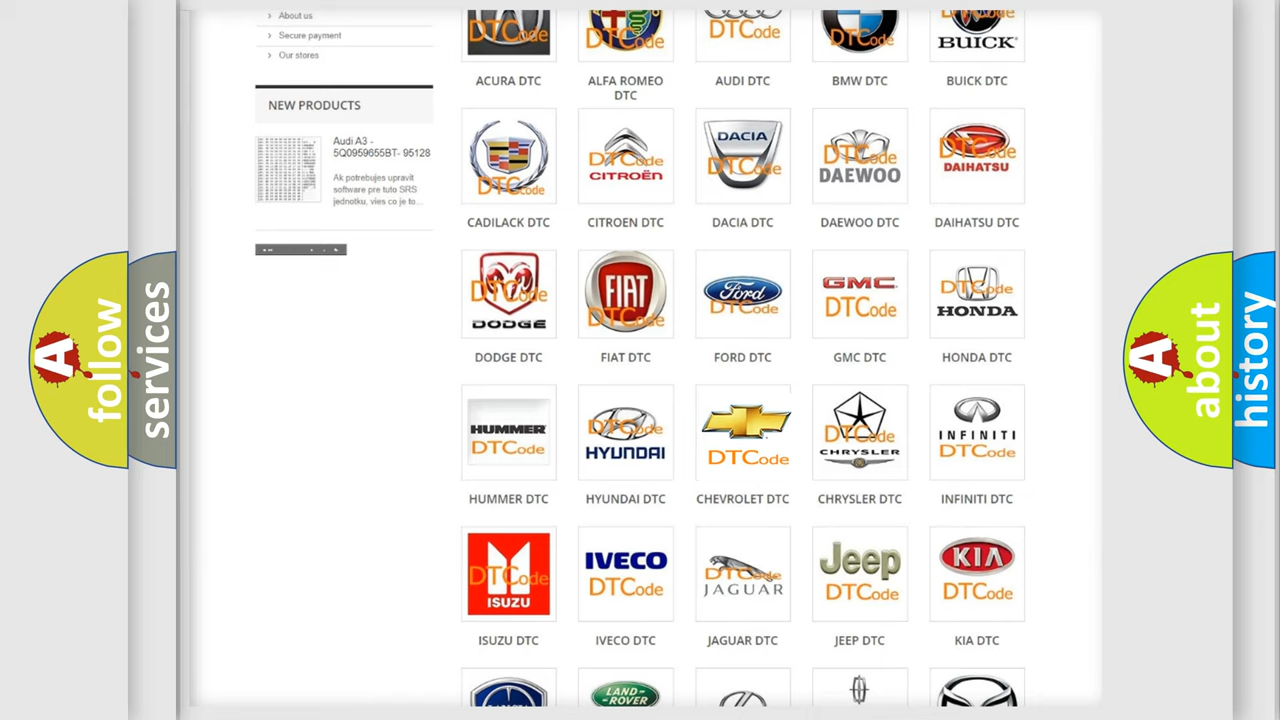 About us
Secure payment
Our stores
NEW PRODUCTS
Audi A3 -
5Q0959655BT- 95128
Ak potrebujes upravit
software pre tuto SRS
jednotku, vies co je to...
DTCode
DTCode
DTCode
DTCode
BUICK
ACURA DTC
ALFA ROMEO
DTC
AUDI DTC
BMW DTC
BUICK DTC
DTCode
DTCode
CITROËN
DACIA
DTCode
DTCode
DAEWOO
DTCode
DAIHATSU
CADILACK DTC
CITROEN DTC
DACIA DTC
DAEWOO DTC
DAIHATSU DTC
DTCode
DODGE
FIAT
DTCode
Ford
DTCode
GMC
DTCode
DTCode
HONDA
DODGE DTC
FIAT DTC
FORD DTC
GMC DTC
HONDA DTC
HUMMER
DTCode
DTCode
HYUNDAI
DTCode
DTCode
CHRYSLER
INFINITI
DTCode
HUMMER DTC
HYUNDAI DTC
CHEVROLET DTC
CHRYSLER DTC
INFINITI DTC
DTCode
ISUZU
IVECO
DTCode
DTCode
JAGUAR
Jeep
DTCode
KIA
DTCode
ISUZU DTC
IVECO DTC
JAGUAR DTC
JEEP DTC
KIA DTC
LAND-
ROVER
A
follow
services
A
about
history